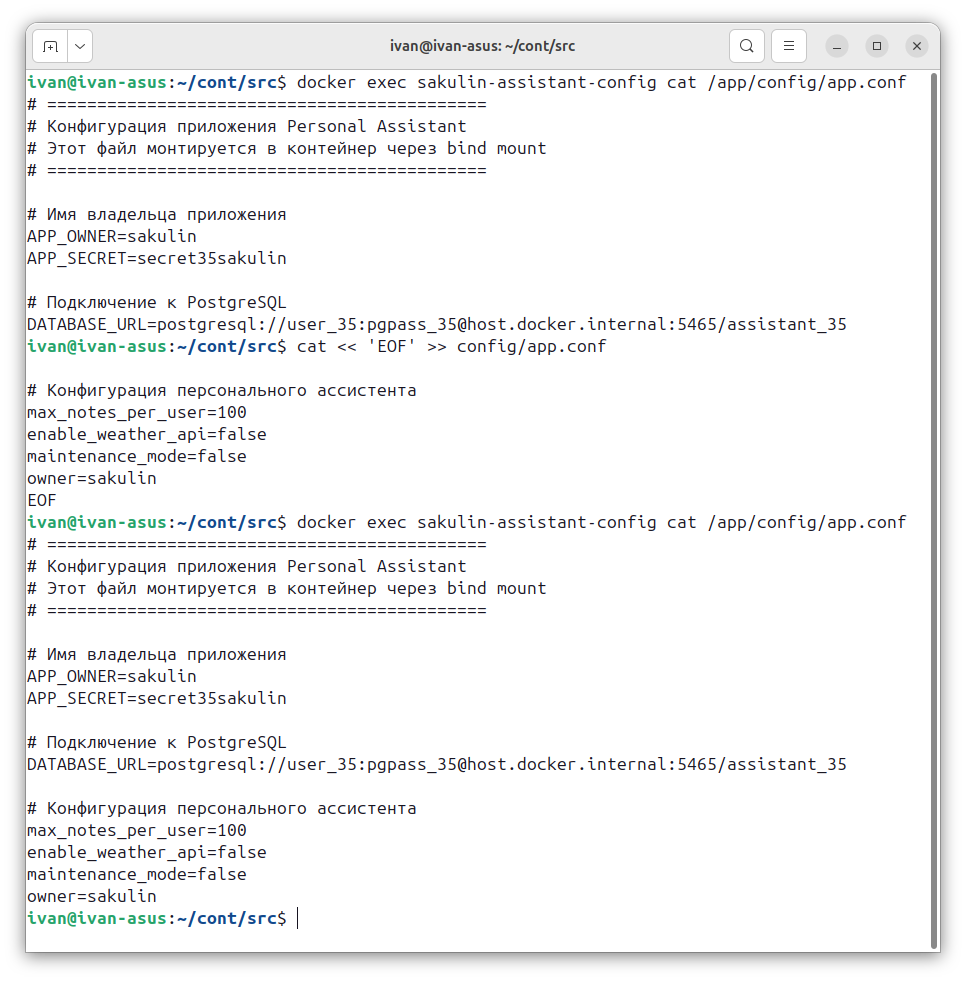 ivan@ivan-asus: ~/cont/src
ivan@ivan-asus:~/cont/src$ docker exec sakulin-assistant-config cat /app/config/app.conf
# ============================================
# Конфигурация приложения Personal Assistant
# Этот файл монтируется в контейнер через bind mount
# ============================================

# Имя владельца приложения
APP_OWNER=sakulin
APP_SECRET=secret35sakulin

# Подключение к PostgreSQL
DATABASE_URL=postgresql://user_35:pgpass_35@host.docker.internal:5465/assistant_35
ivan@ivan-asus:~/cont/src$ cat << 'EOF' >> config/app.conf

# Конфигурация персонального ассистента
max_notes_per_user=100
enable_weather_api=false
maintenance_mode=false
owner=sakulin
EOF
ivan@ivan-asus:~/cont/src$ docker exec sakulin-assistant-config cat /app/config/app.conf
# ============================================
# Конфигурация приложения Personal Assistant
# Этот файл монтируется в контейнер через bind mount
# ============================================

# Имя владельца приложения
APP_OWNER=sakulin
APP_SECRET=secret35sakulin

# Подключение к PostgreSQL
DATABASE_URL=postgresql://user_35:pgpass_35@host.docker.internal:5465/assistant_35

# Конфигурация персонального ассистента
max_notes_per_user=100
enable_weather_api=false
maintenance_mode=false
owner=sakulin
ivan@ivan-asus:~/cont/src$